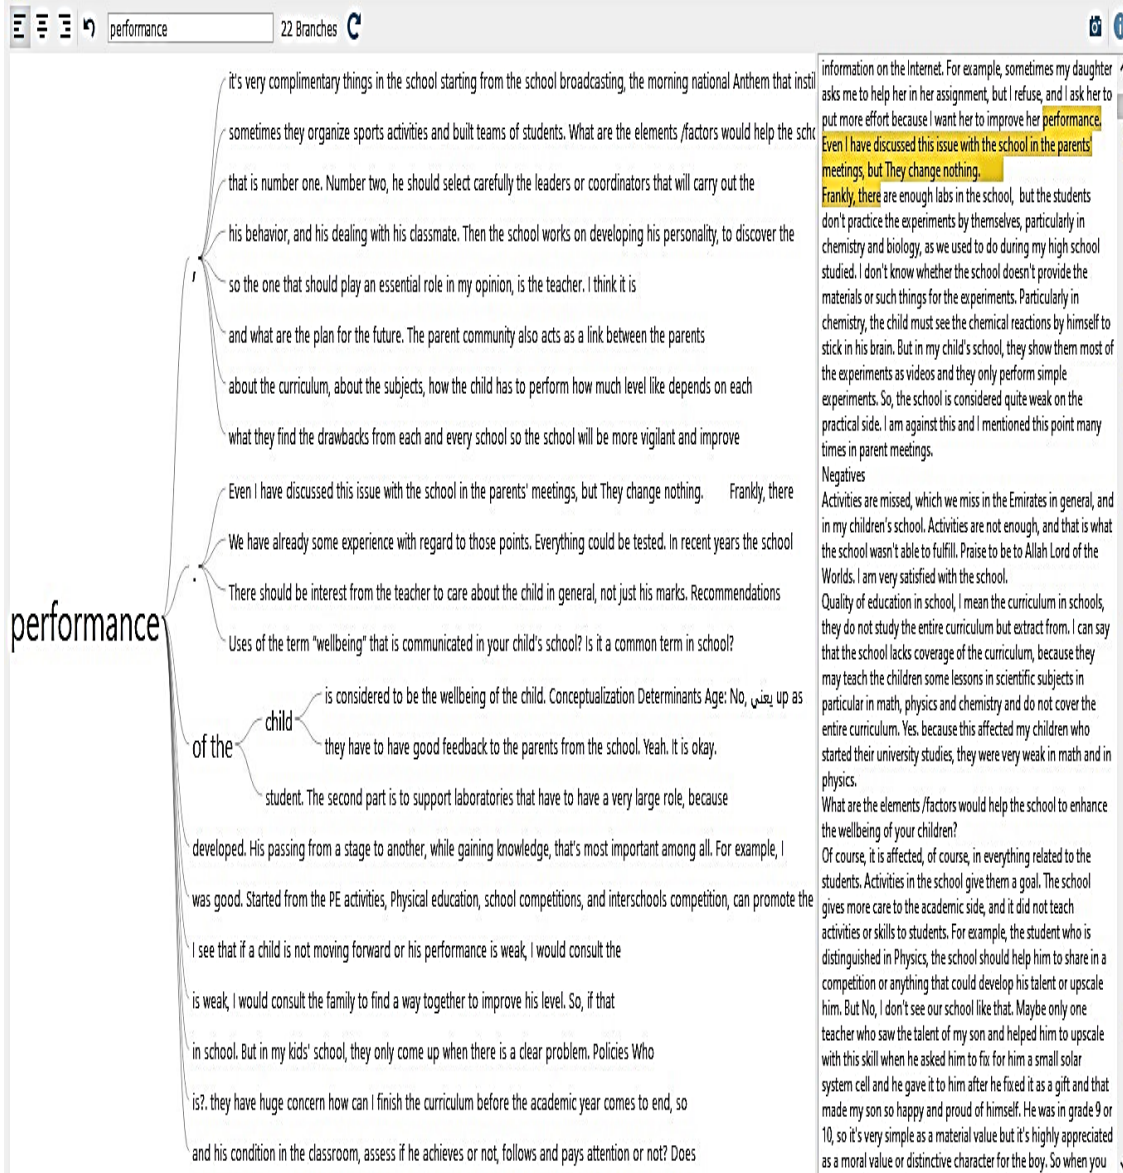 performance
22 Branches
it's very complimentary things in the school starting from the school broadcasting, the morning national Anthem that instil
sometimes they organize sports activities and built teams of students. What are the elements /factors would help the scho
that is number one. Number two, he should select carefully the leaders or coordinators that will carry out the
his behavior, and his dealing with his classmate. Then the school works on developing his personality, to discover the
,
so the one that should play an essential role in my opinion, is the teacher. I think it is
and what are the plan for the future. The parent community also acts as a link between the parents
about the curriculum, about the subjects, how the child has to perform how much level like depends on each
what they find the drawbacks from each and every school so the school will be more vigilant and improve
Even I have discussed this issue with the school in the parents' meetings, but They change nothing. Frankly, there
We have already some experience with regard to those points. Everything could be tested. In recent years the school
.
There should be interest from the teacher to care about the child in general, not just his marks. Recommendations
performance
Uses of the term "wellbeing" that is communicated in your child's school? Is it a common term in school?
is considered to be the wellbeing of the child. Conceptualization Determinants Age: No, يعني up as
child
of the
they have to have good feedback to the parents from the school. Yeah. It is okay.
student. The second part is to support laboratories that have to have a very large role, because
developed. His passing from a stage to another, while gaining knowledge, that's most important among all. For example, I
was good. Started from the PE activities, Physical education, school competitions, and interschools competition, can promote the
I see that if a child is not moving forward or his performance is weak, I would consult the
is weak, I would consult the family to find a way together to improve his level. So, if that
in school. But in my kids' school, they only come up when there is a clear problem. Policies Who
is?. they have huge concern how can I finish the curriculum before the academic year comes to end, so
and his condition in the classroom, assess if he achieves or not, follows and pays attention or not? Does
information on the Internet. For example, sometimes my daughter
asks me to help her in her assignment, but I refuse, and I ask her to
put more effort because I want her to improve her performance.
Even I have discussed this issue with the school in the parents'
meetings, but They change nothing.
Frankly, there are enough labs in the school, but the students
don't practice the experiments by themselves, particularly in
chemistry and biology, as we used to do during my high school
studied. I don't know whether the school doesn't provide the
materials or such things for the experiments. Particularly in
chemistry, the child must see the chemical reactions by himself to
stick in his brain. But in my child's school, they show them most of
the experiments as videos and they only perform simple
experiments. So, the school is considered quite weak on the
practical side. I am against this and I mentioned this point many
times in parent meetings.
Negatives
Activities are missed, which we miss in the Emirates in general, and
in my children's school. Activities are not enough, and that is what
the school wasn't able to fulfill. Praise to be to Allah Lord of the
Worlds. I am very satisfied with the school.
Quality of education in school, I mean the curriculum in schools,
they do not study the entire curriculum but extract from. I can say
that the school lacks coverage of the curriculum, because they
may teach the children some lessons in scientific subjects in
particular in math, physics and chemistry and do not cover the
entire curriculum. Yes. because this affected my children who
started their university studies, they were very weak in math and in
physics.
What are the elements /factors would help the school to enhance
the wellbeing of your children?
Of course, it is affected, of course, in everything related to the
students. Activities in the school give them a goal. The school
gives more care to the academic side, and it did not teach
activities or skills to students. For example, the student who is
distinguished in Physics, the school should help him to share in a
competition or anything that could develop his talent or upscale
him. But No, I don't see our school like that. Maybe only one
teacher who saw the talent of my son and helped him to upscale
with this skill when he asked him to fix for him a small solar
system cell and he gave it to him after he fixed it as a gift and that
made my son so happy and proud of himself. He was in grade 9 or
10, so it's very simple as a material value but it's highly appreciated
as a moral value or distinctive character for the boy. So when you